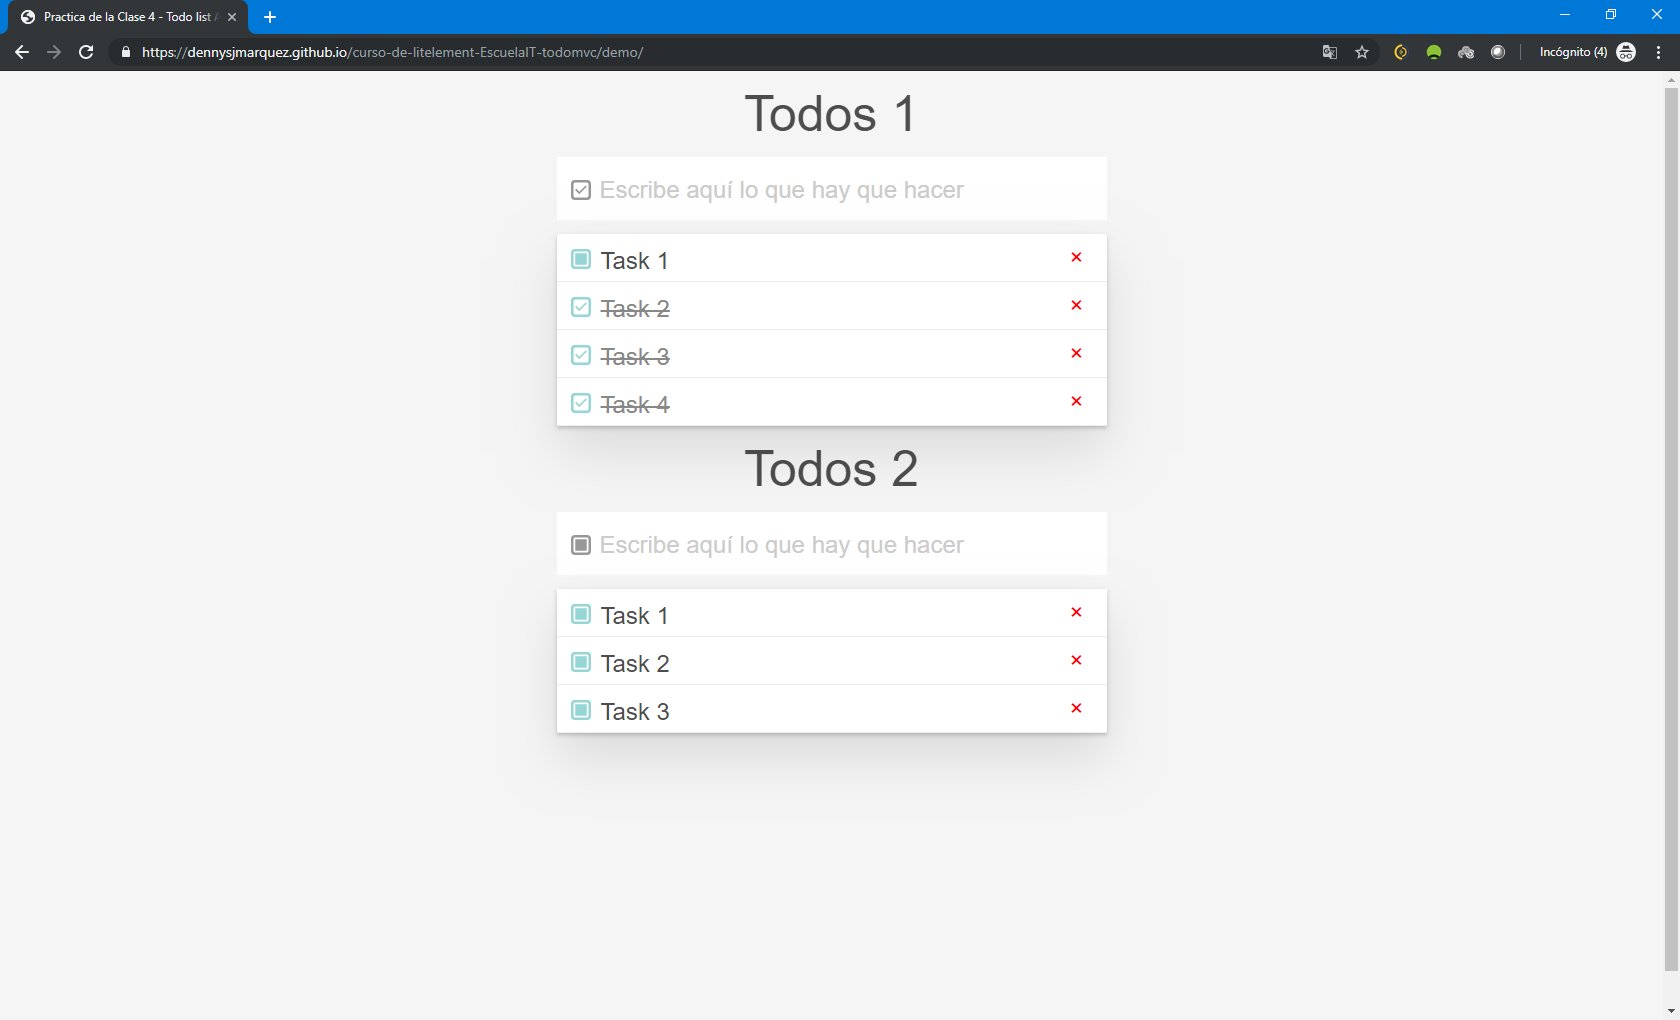 Practica de la Clase 4 - Todo list
https://dennysjmarquez.github.io/curso-de-litelement-EscuelaIT-todomvc/demo/
Incógnito (4)
Todos 1
Escribe aquí lo que hay que hacer
Task 1
Task 2
Task 3
Task 4
Todos 2
Escribe aquí lo que hay que hacer
Task 1
Task 2
Task 3